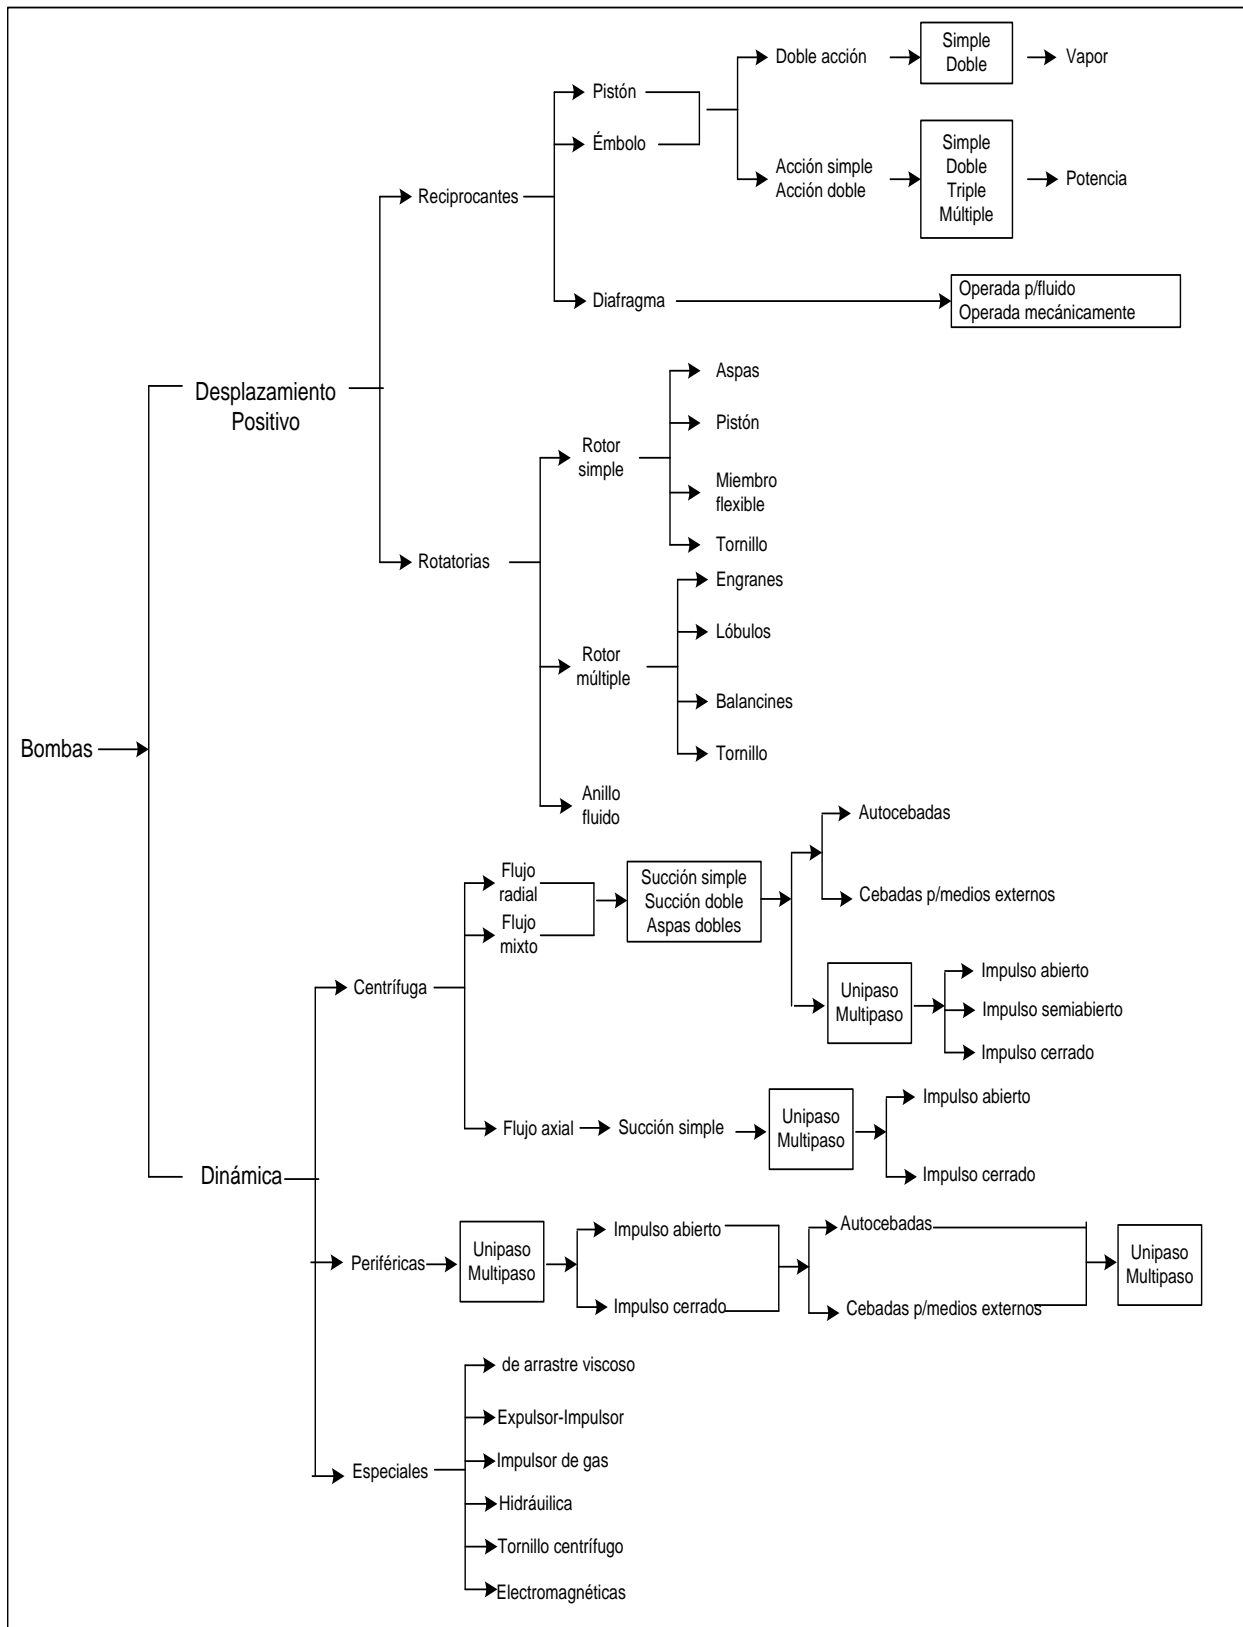 Bombas
Desplazamiento
Positivo
Reciprocantes
Pistón
Émbolo
Doble acción
Simple
Doble
Vapor
Acción simple
Acción doble
Simple
Doble
Triple
Múltiple
Potencia
Diafragma
Operada p/fluido
Operada mecánicamente
Rotatorias
Rotor
simple
Aspas
Pistón
Miembro
flexible
Tornillo
Rotor
múltiple
Engranes
Lóbulos
Balancines
Tornillo
Anillo
fluido
Dinámica
Centrífuga
Flujo
radial
Flujo
mixto
Succión simple
Succión doble
Aspas dobles
Autocebadas
Cebadas p/medios externos
Unipaso
Multipaso
Impulso abierto
Impulso semiabierto
Impulso cerrado
Flujo axial
Succión simple
Unipaso
Multipaso
Impulso abierto
Impulso cerrado
Periféricas
Unipaso
Multipaso
Impulso abierto
Impulso cerrado
Autocebadas
Cebadas p/medios externos
Unipaso
Multipaso
Especiales
de arrastre viscoso
Expulsor-Impulsor
Impulsor de gas
Hidráuilica
Tornillo centrífugo
Electromagnéticas